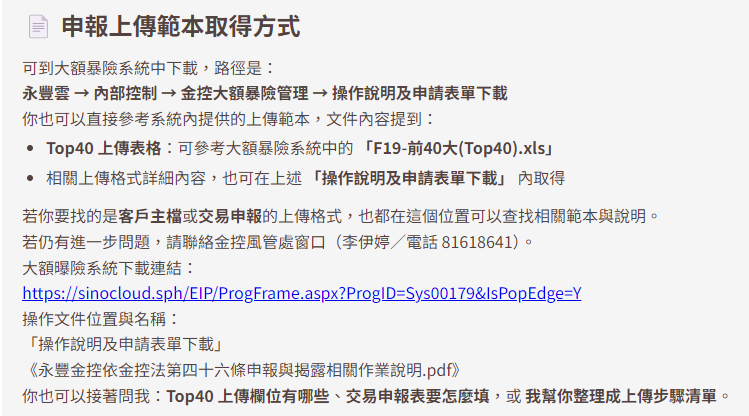 申報上傳範本取得方式
可到大額暴險系統中下載，路徑是：
永豐雲 → 內部控制 → 金控大額暴險管理 → 操作說明及申請表單下載
你也可以直接參考系統內提供的上傳範本，文件內容提到：
• Top40 上傳表格：可參考大額暴險系統中的「F19-前40大(Top40).xls」
• 相關上傳格式詳細內容，也可在上述「操作說明及申請表單下載」內取得
若你要找的是客戶主檔或交易申報的上傳格式，也都在這個位置可以查找相關範本與說明。
若仍有進一步問題，請聯絡金控風管處窗口（李伊婷／電話 81618641）。
大額曝險系統下載連結：
https://sinocloud.sph/EIP/ProgFrame.aspx?ProgID=Sys00179&IsPopEdge=Y
操作文件位置與名稱：
「操作說明及申請表單下載」
《永豐金控依金控法第四十六條申報與揭露相關作業說明.pdf》
你也可以接著問我：Top40 上傳欄位有哪些、交易申報表要怎麼填，或 我幫你整理成上傳步驟清單。